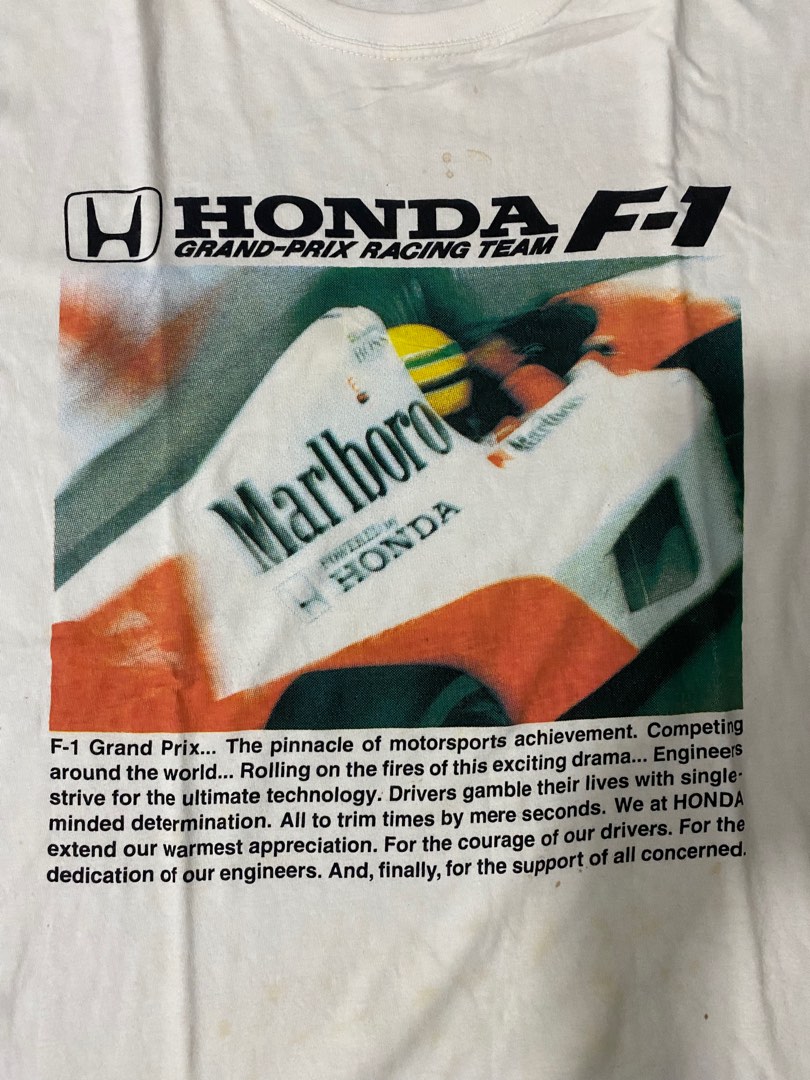 HONDA F-1
GRAND-PRIX RACING TEAM
BOSS
Marlboro
Marlboro
POWERED by
HONDA
F-1 Grand Prix... The pinnacle of motorsports achievement. Competing
around the world... Rolling on the fires of this exciting drama... Engineers
strive for the ultimate technology. Drivers gamble their lives with single-
minded determination. All to trim times by mere seconds. We at HONDA
extend our warmest appreciation. For the courage of our drivers. For the
dedication of our engineers. And, finally, for the support of all concerned.